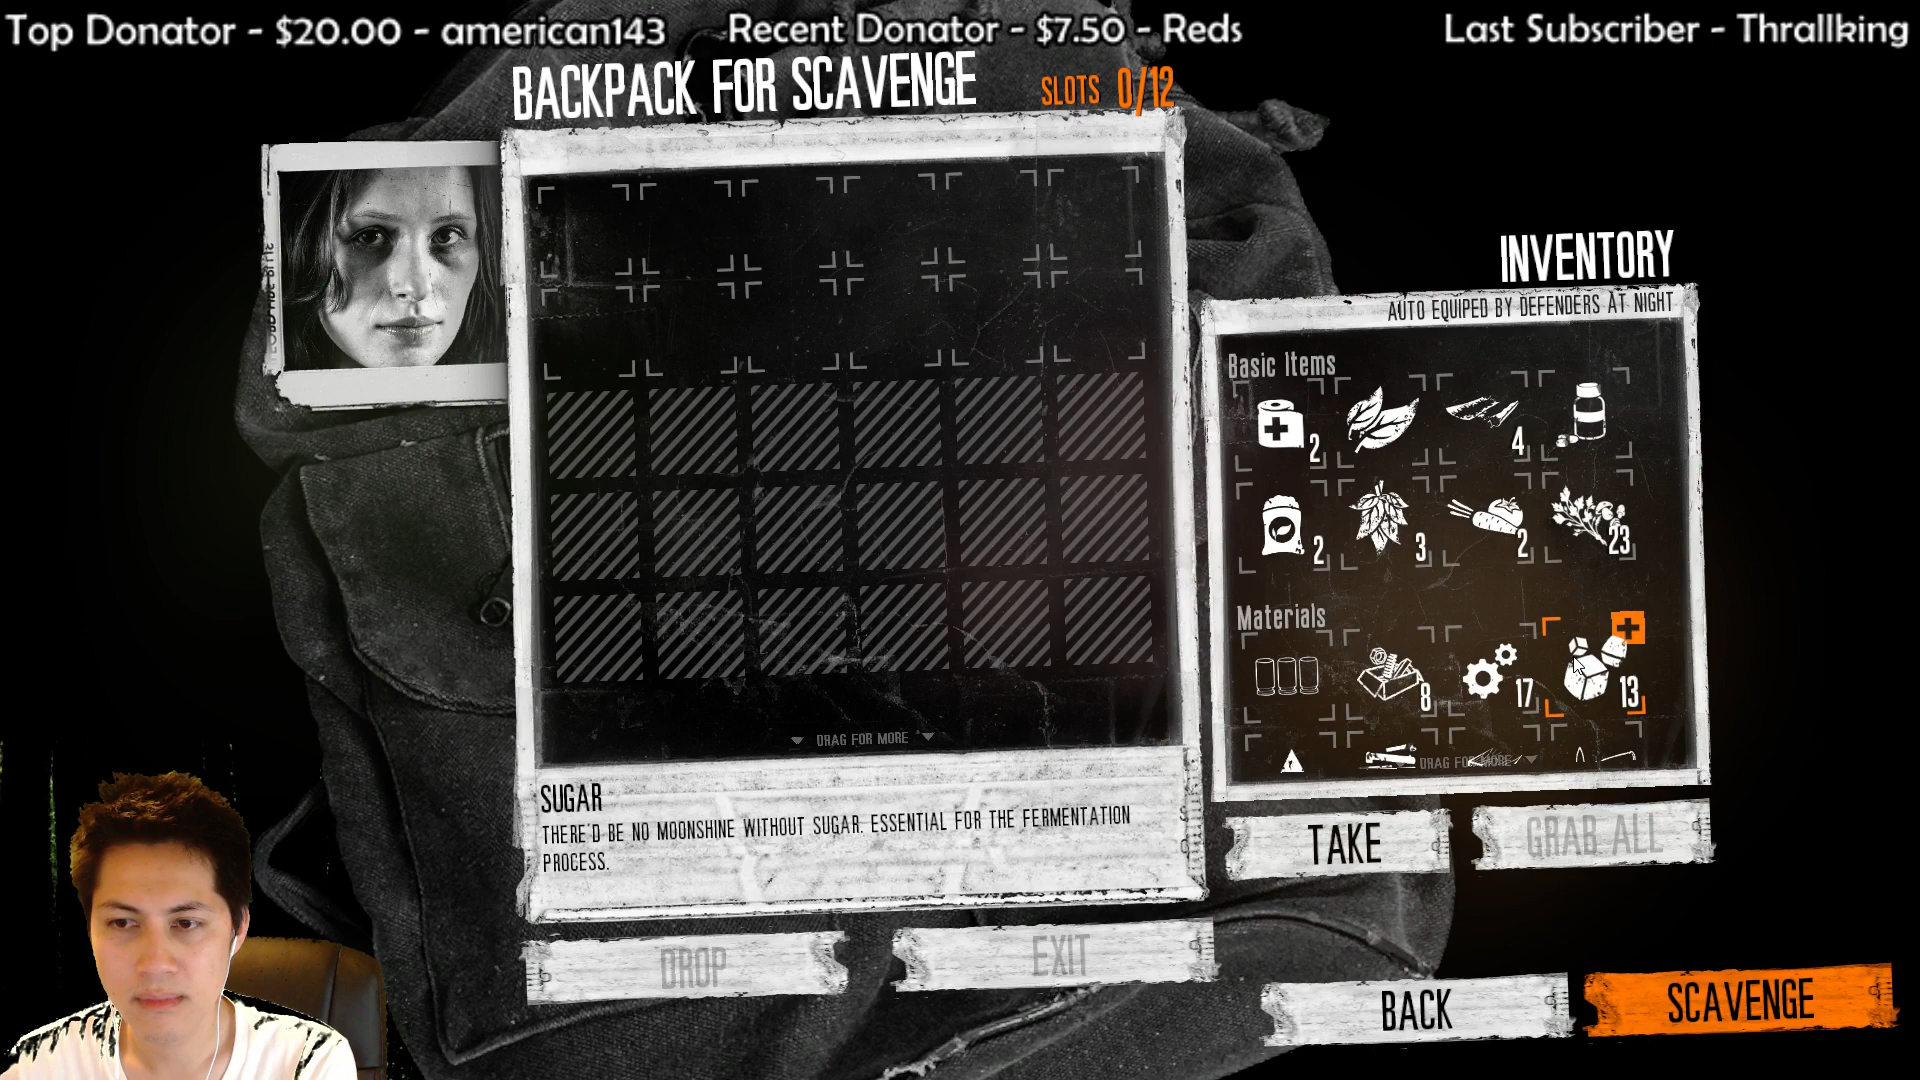 Top Donator - $20.00 - american143
Recent Donator - $7.50 - Reds
Last Subscriber - Thrallking
BACKPACK FOR SCAVENGE
SLOTS 0/12
INVENTORY
AUTO EQUIPED BY DEFENDERS AT NIGHT
Basic Items
2
4
2
3
2
23
Materials
8
17
13
DRAG FOR MORE
DRAG FOR MORE
SUGAR
THERE'D BE NO MOONSHINE WITHOUT SUGAR. ESSENTIAL FOR THE FERMENTATION
PROCESS.
TAKE
GRAB ALL
DROP
EXIT
BACK
SCAVENGE